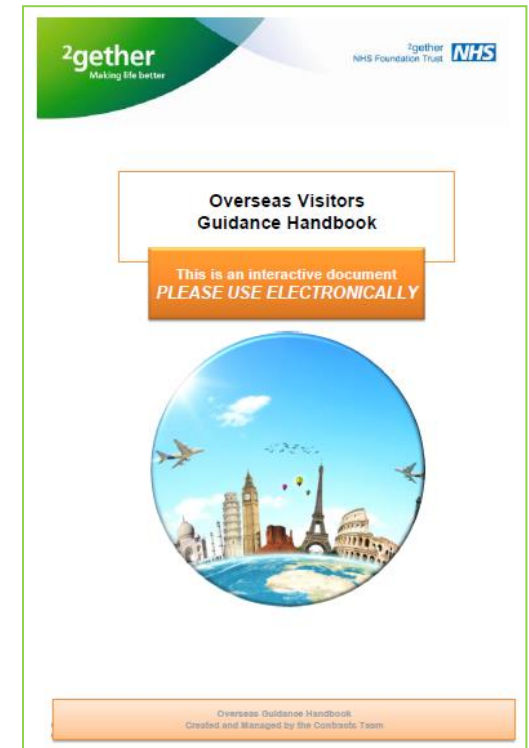 ²gether
Making life better
²gether
NHS Foundation Trust
NHS
Overseas Visitors
Guidance Handbook
This is an interactive document
PLEASE USE ELECTRONICALLY
Overseas Guidance Handbook
Created and Managed by the Contracts Team